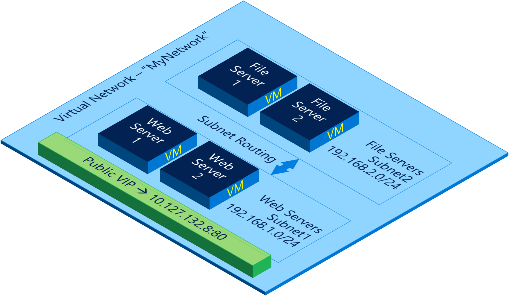 Virtual Network – "MyNetwork"
File
Server
1
VM
File
Server
2
VM
File Servers
Subnet2
192.168.2.0/24
Subnet Routing
Web
Server
1
VM
Web
Server
2
VM
Web Servers
Subnet1
192.168.1.0/24
Public VIP → 10.127.132.8:80